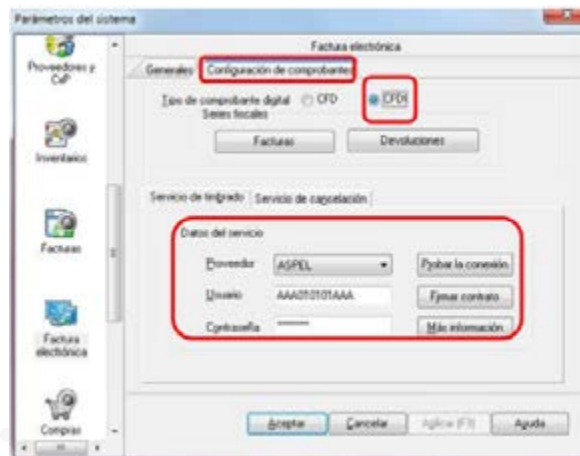 Parámetros del sistema
Proveedores y CxP
Inventarios
Facturas
Factura electrónica
Compras
Factura electrónica
Generales
Configuración de comprobantes
Tipo de comprobante digital
CFD
CFDI
Series fiscales
Facturas
Devoluciones
Servicio de timbrado
Servicio de cancelación
Datos del servicio
Proveedor
ASPEL
Probar la conexión
Usuario
AAA010101AAA
Firmar contrato
Contraseña
********
Más información
Aceptar
Cancelar
Aplicar (F3)
Ayuda